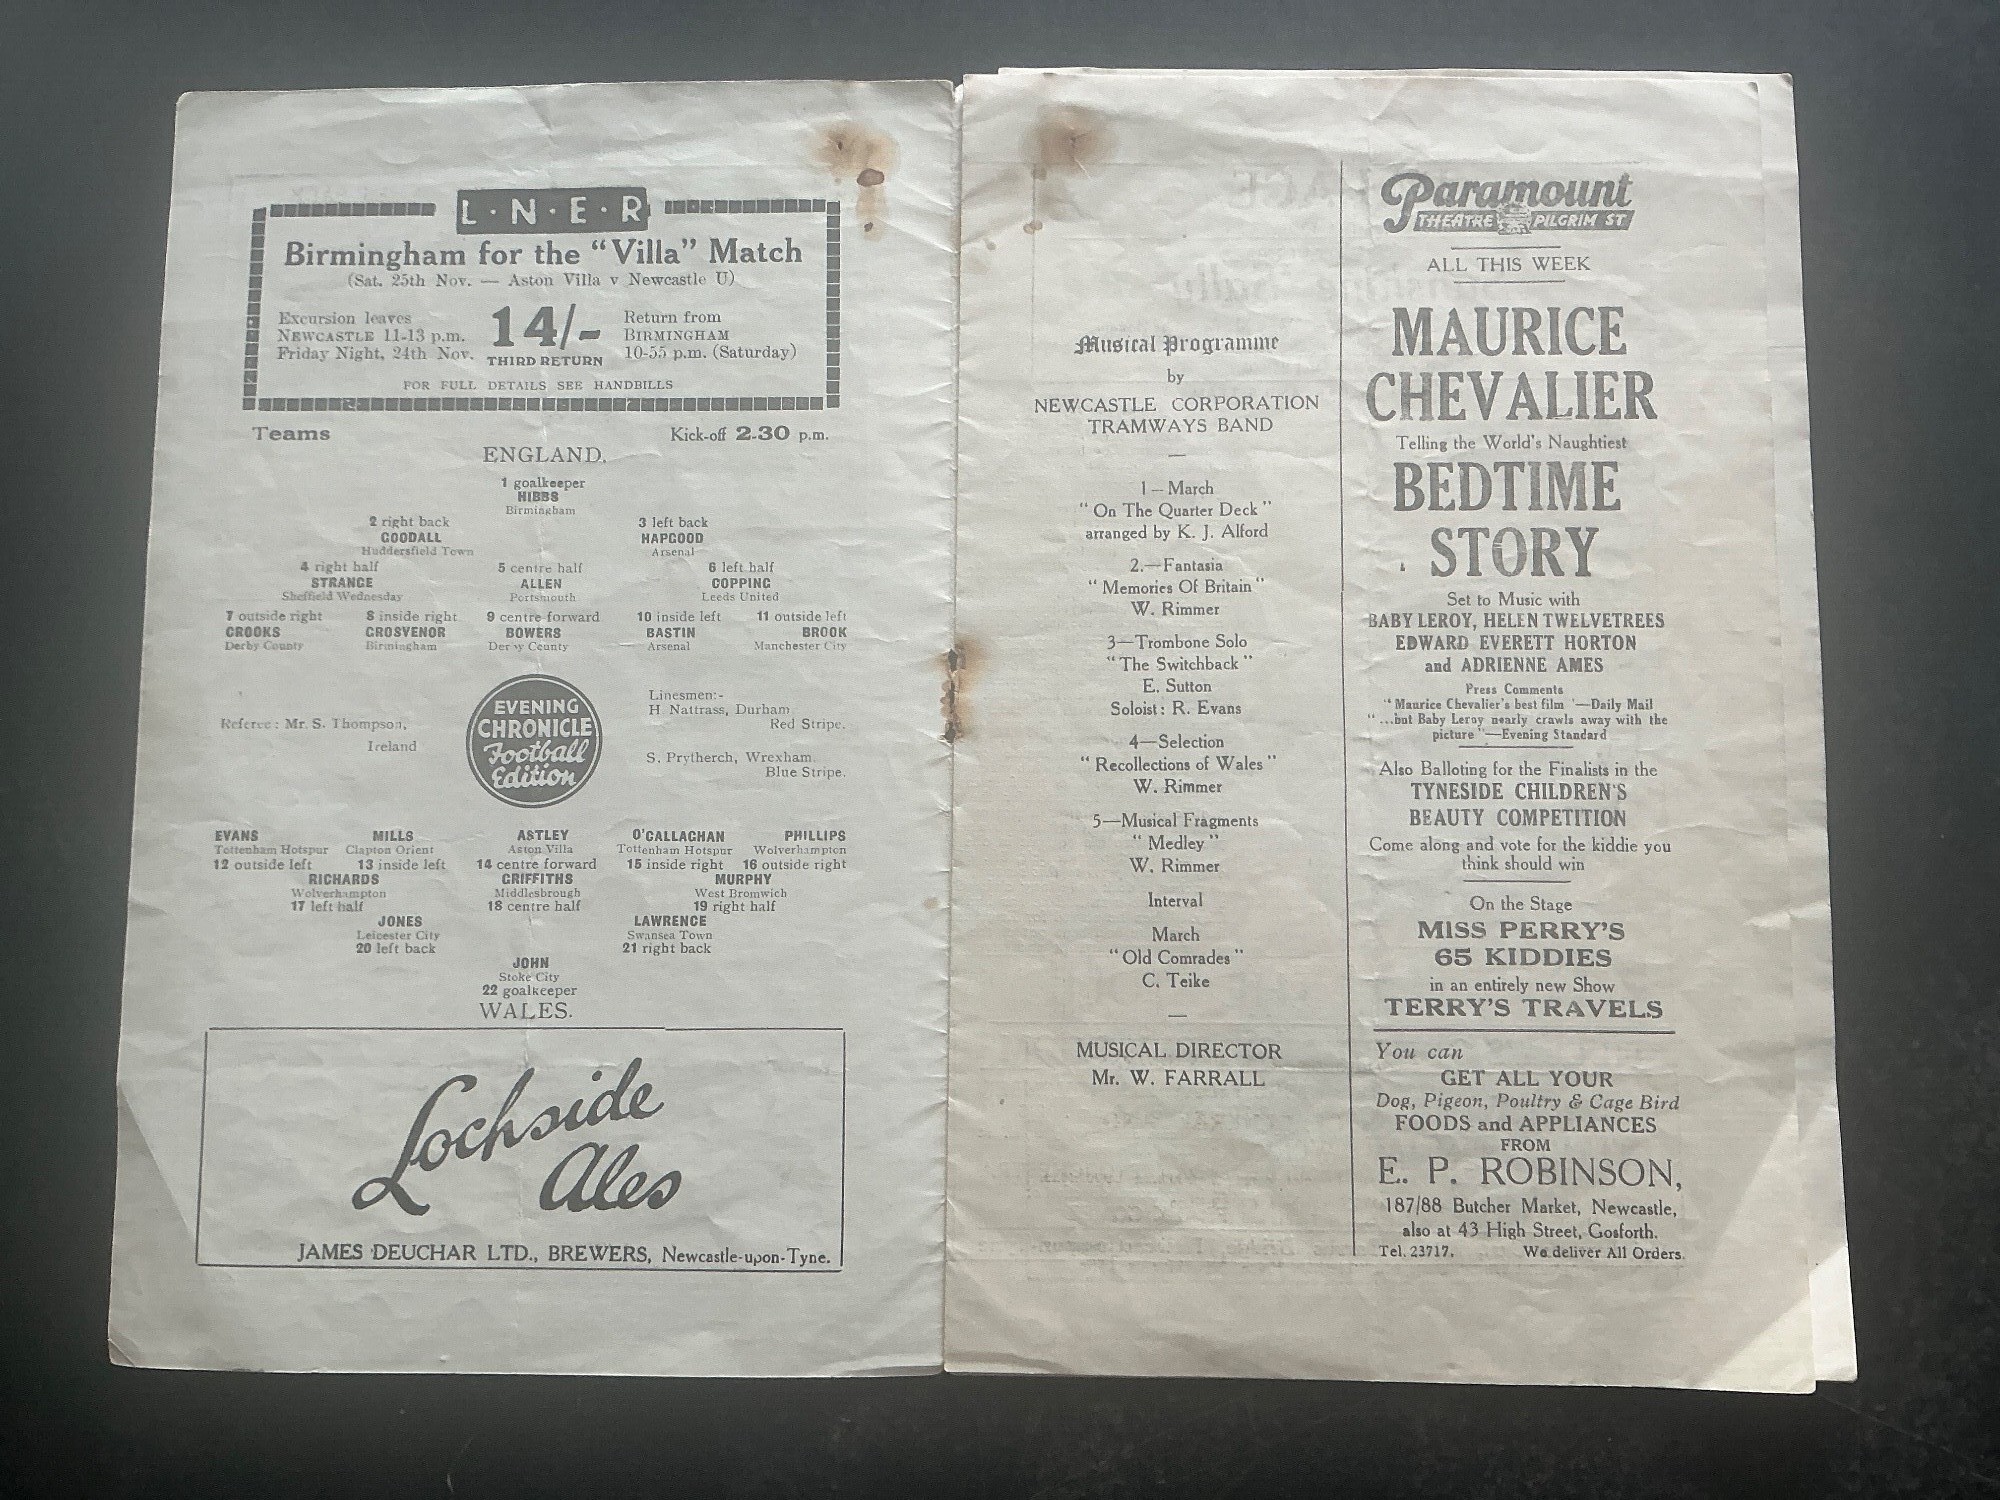 L·N·E·R
Birmingham for the "Villa" Match
(Sat. 25th Nov. — Aston Villa v Newcastle U)
Excursion leaves
NEWCASTLE 11-13 p.m.
Friday Night, 24th Nov.
14/-
THIRD RETURN
Return from
BIRMINGHAM
10-55 p.m. (Saturday)
FOR FULL DETAILS SEE HANDBILLS
Teams Kick-off 2-30 p.m.
ENGLAND.
1 goalkeeper
HIBBS
Birmingham
2 right back 3 left back
GOODALL HAPGOOD
Huddersfield Town Arsenal
4 right half 5 centre half 6 left half
STRANGE ALLEN COPPING
Sheffield Wednesday Portsmouth Leeds United
7 outside right 8 inside right 9 centre forward 10 inside left 11 outside left
CROOKS GROSVENOR BOWERS BASTIN BROOK
Derby County Birmingham Derby County Arsenal Manchester City
Referee: Mr. S. Thompson,
Ireland
EVENING
CHRONICLE
Football
Edition
Linesmen:-
H Nattrass, Durham
Red Stripe.
S. Prytherch, Wrexham.
Blue Stripe.
EVANS MILLS ASTLEY O'CALLAGHAN PHILLIPS
Tottenham Hotspur Clapton Orient Aston Villa Tottenham Hotspur Wolverhampton
12 outside left 13 inside left 14 centre forward 15 inside right 16 outside right
RICHARDS GRIFFITHS MURPHY
Wolverhampton Middlesbrough West Bromwich
17 left half 18 centre half 19 right half
JONES LAWRENCE
Leicester City Swansea Town
20 left back 21 right back
JOHN
Stoke City
22 goalkeeper
WALES.
Lochside
Ales
JAMES DEUCHAR LTD., BREWERS, Newcastle-upon-Tyne.
Musical Programme
by
NEWCASTLE CORPORATION
TRAMWAYS BAND
1—March
"On The Quarter Deck"
arranged by K. J. Alford
2.—Fantasia
"Memories Of Britain"
W. Rimmer
3—Trombone Solo
"The Switchback"
E. Sutton
Soloist: R. Evans
4—Selection
"Recollections of Wales"
W. Rimmer
5—Musical Fragments
"Medley"
W. Rimmer
Interval
March
"Old Comrades"
C. Teike
MUSICAL DIRECTOR
Mr. W. FARRALL
Paramount
THEATRE PILGRIM ST
ALL THIS WEEK
MAURICE
CHEVALIER
Telling the World's Naughtiest
BEDTIME
STORY
Set to Music with
BABY LEROY, HELEN TWELVETREES
EDWARD EVERETT HORTON
and ADRIENNE AMES
Press Comments
"Maurice Chevalier's best film'—Daily Mail
"...but Baby Leroy nearly crawls away with the
picture"—Evening Standard
Also Balloting for the Finalists in the
TYNESIDE CHILDREN'S
BEAUTY COMPETITION
Come along and vote for the kiddie you
think should win
On the Stage
MISS PERRY'S
65 KIDDIES
in an entirely new Show
TERRY'S TRAVELS
You can
GET ALL YOUR
Dog, Pigeon, Poultry & Cage Bird
FOODS and APPLIANCES
FROM
E. P. ROBINSON,
187/88 Butcher Market, Newcastle,
also at 43 High Street, Gosforth.
Tel. 23717. We deliver All Orders.